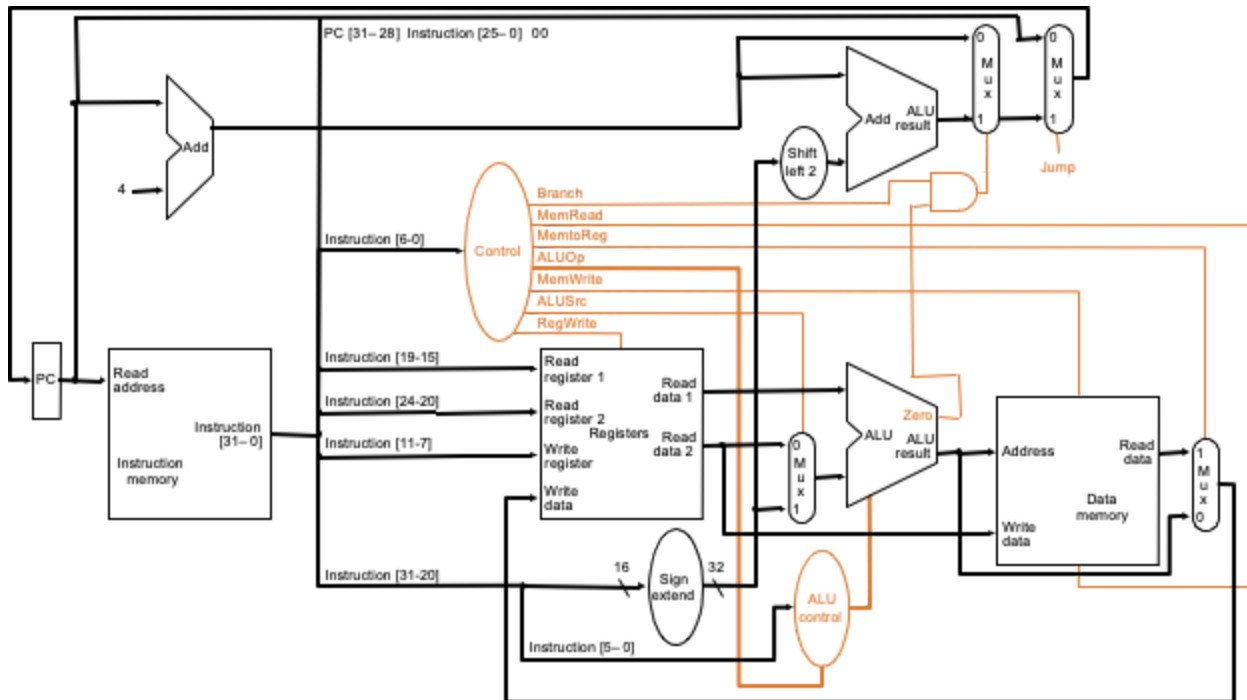 PC [31–28] Instruction [25–0] 00
0
M
u
x
1
0
M
u
x
1
Add
ALU
result
Add
4
Shift
left 2
Jump
Branch
MemRead
MemtoReg
ALUOp
MemWrite
ALUSrc
RegWrite
Control
Instruction [6-0]
PC
Read
address
Instruction
[31–0]
Instruction
memory
Instruction [19-15]
Instruction [24-20]
Instruction [11-7]
Read
register 1
Read
register 2
Write
register
Write
data
Registers
Read
data 1
Read
data 2
0
M
u
x
1
Zero
ALU
ALU
result
Address
Write
data
Read
data
Data
memory
1
M
u
x
0
Instruction [31-20]
16
Sign
extend
32
ALU
control
Instruction [5–0]